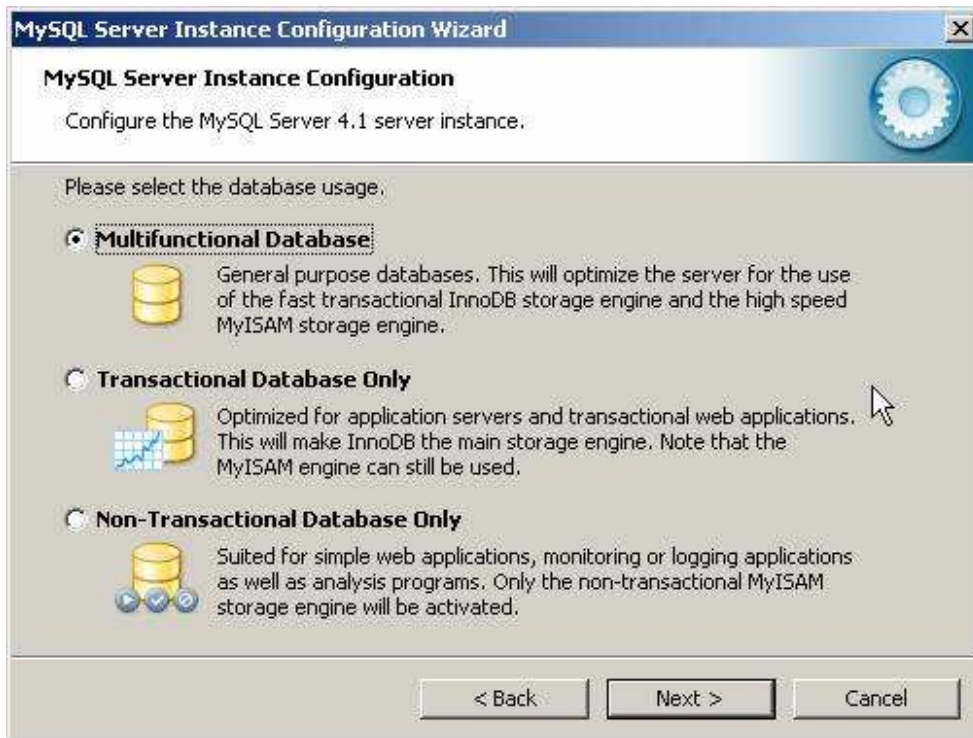 MySQL Server Instance Configuration Wizard
MySQL Server Instance Configuration
Configure the MySQL Server 4.1 server instance.
Please select the database usage.
Multifunctional Database
General purpose databases. This will optimize the server for the use
of the fast transactional InnoDB storage engine and the high speed
MyISAM storage engine.
Transactional Database Only
Optimized for application servers and transactional web applications.
This will make InnoDB the main storage engine. Note that the
MyISAM engine can still be used.
Non-Transactional Database Only
Suited for simple web applications, monitoring or logging applications
as well as analysis programs. Only the non-transactional MyISAM
storage engine will be activated.
< Back Next > Cancel